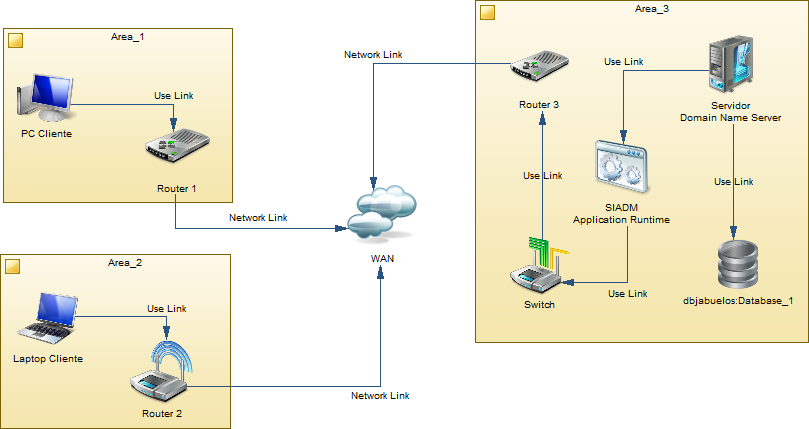 Area_1
PC Cliente
Use Link
Router 1
Network Link
Area_2
Laptop Cliente
Use Link
Router 2
Network Link
WAN
Network Link
Area_3
Router 3
Use Link
Servidor
Domain Name Server
Use Link
SIADM
Application Runtime
Use Link
Switch
Use Link
dbjabuelos:Database_1